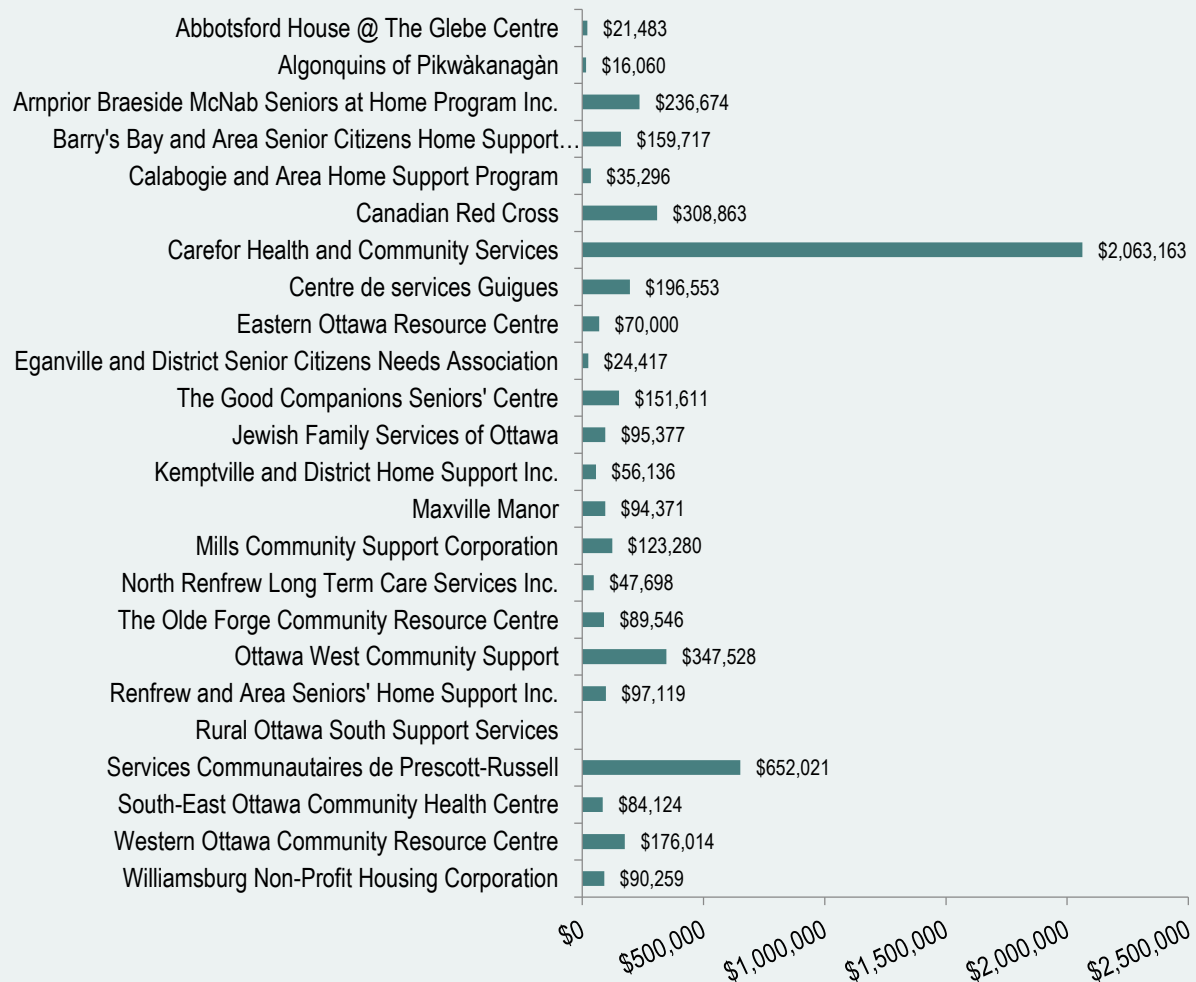 Abbotsford House @ The Glebe Centre $21,483
Algonquins of Pikwàkanagàn $16,060
Arnprior Braeside McNab Seniors at Home Program Inc. $236,674
Barry's Bay and Area Senior Citizens Home Support… $159,717
Calabogie and Area Home Support Program $35,296
Canadian Red Cross $308,863
Carefor Health and Community Services $2,063,163
Centre de services Guigues $196,553
Eastern Ottawa Resource Centre $70,000
Eganville and District Senior Citizens Needs Association $24,417
The Good Companions Seniors' Centre $151,611
Jewish Family Services of Ottawa $95,377
Kemptville and District Home Support Inc. $56,136
Maxville Manor $94,371
Mills Community Support Corporation $123,280
North Renfrew Long Term Care Services Inc. $47,698
The Olde Forge Community Resource Centre $89,546
Ottawa West Community Support $347,528
Renfrew and Area Seniors' Home Support Inc. $97,119
Rural Ottawa South Support Services
Services Communautaires de Prescott-Russell $652,021
South-East Ottawa Community Health Centre $84,124
Western Ottawa Community Resource Centre $176,014
Williamsburg Non-Profit Housing Corporation $90,259
$0 $500,000 $1,000,000 $1,500,000 $2,000,000 $2,500,000